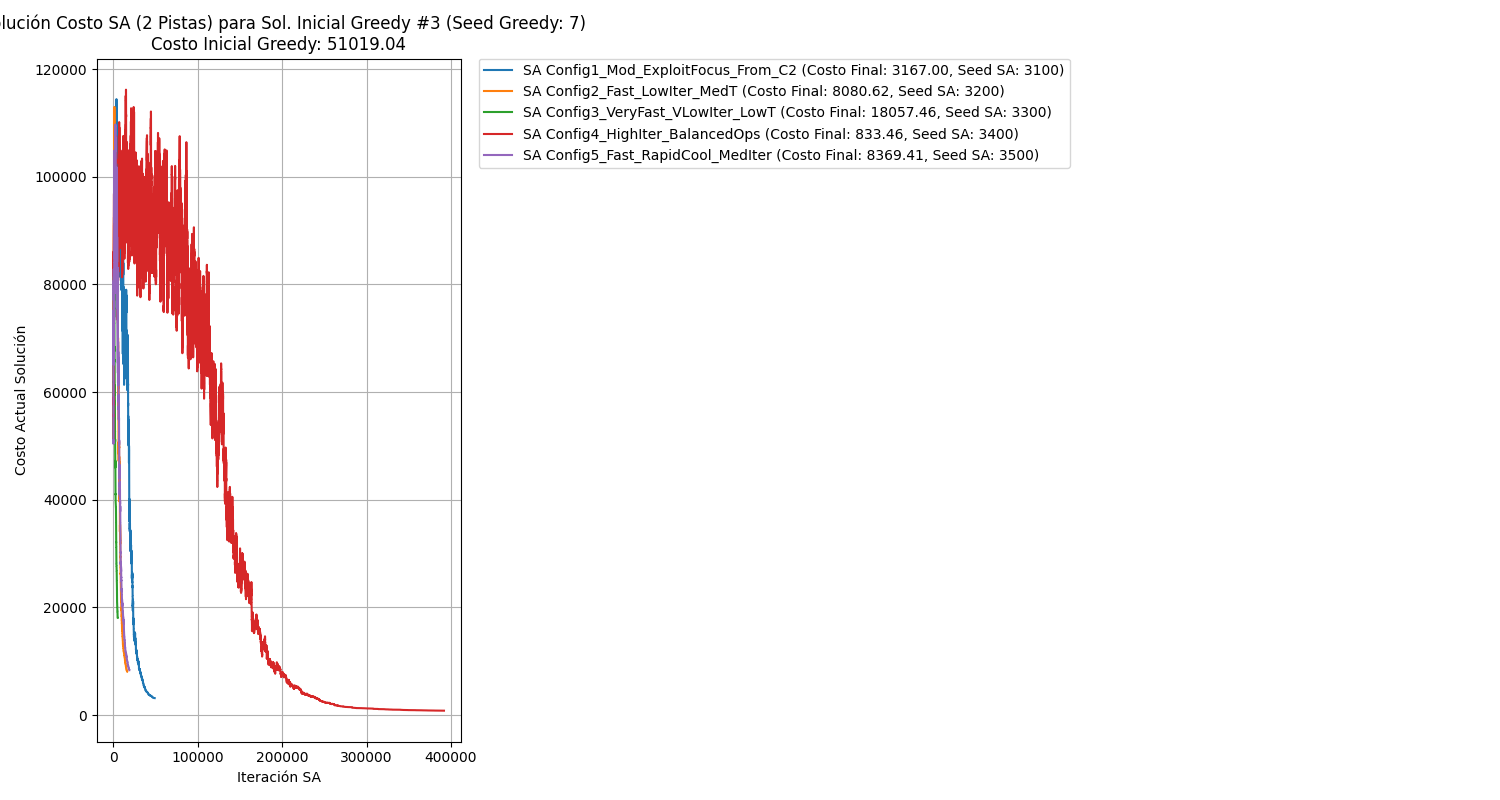 lución Costo SA (2 Pistas) para Sol. Inicial Greedy #3 (Seed Greedy: 7)
Costo Inicial Greedy: 51019.04
SA Config1_Mod_ExploitFocus_From_C2 (Costo Final: 3167.00, Seed SA: 3100)
SA Config2_Fast_LowIter_MedT (Costo Final: 8080.62, Seed SA: 3200)
SA Config3_VeryFast_VLowIter_LowT (Costo Final: 18057.46, Seed SA: 3300)
SA Config4_HighIter_BalancedOps (Costo Final: 833.46, Seed SA: 3400)
SA Config5_Fast_RapidCool_MedIter (Costo Final: 8369.41, Seed SA: 3500)
Costo Actual Solución
120000
100000
80000
60000
40000
20000
0
0 100000 200000 300000 400000
Iteración SA